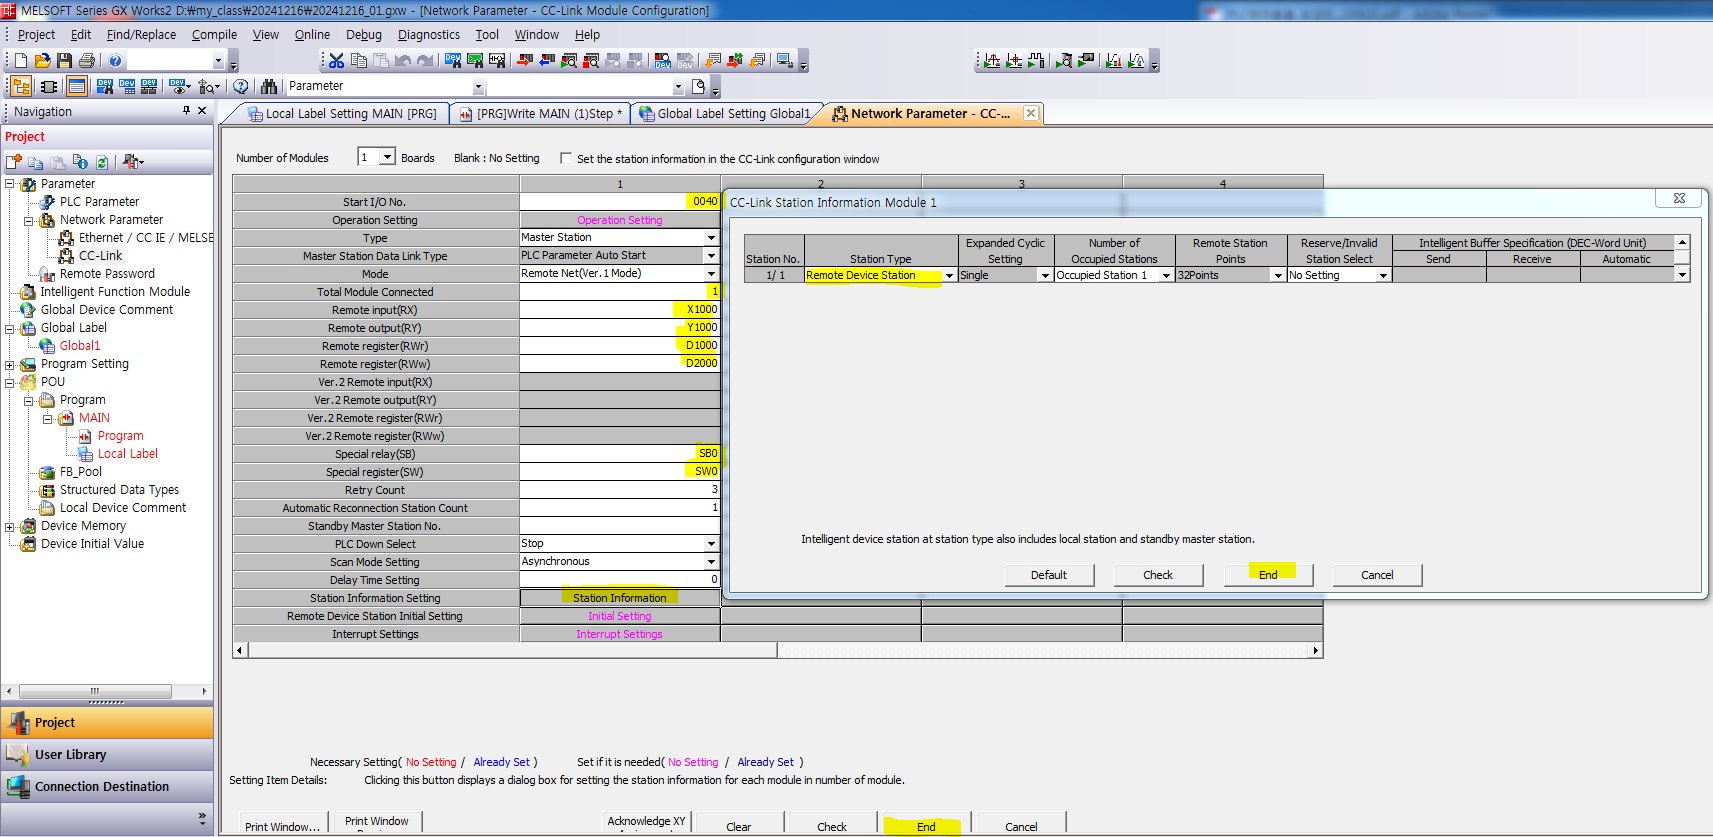 MELSOFT Series GX Works2 D:₩my_class₩20241216₩20241216_01.gxw - [Network Parameter - CC-Link Module Configuration]
Project Edit Find/Replace Compile View Online Debug Diagnostics Tool Window Help
Parameter
Navigation
Local Label Setting MAIN [PRG]
[PRG]Write MAIN (1)Step *
Global Label Setting Global1
Network Parameter - CC-...
Project
Parameter
PLC Parameter
Network Parameter
Ethernet / CC IE / MELSE
CC-Link
Remote Password
Intelligent Function Module
Global Device Comment
Global Label
Global1
Program Setting
POU
Program
MAIN
Program
Local Label
FB_Pool
Structured Data Types
Local Device Comment
Device Memory
Device Initial Value
Project
User Library
Connection Destination
Number of Modules 1 Boards Blank : No Setting Set the station information in the CC-Link configuration window
1 2 3 4
Start I/O No. 0040
Operation Setting Operation Setting
Type Master Station
Master Station Data Link Type PLC Parameter Auto Start
Mode Remote Net(Ver.1 Mode)
Total Module Connected 1
Remote input(RX) X1000
Remote output(RY) Y1000
Remote register(RWr) D1000
Remote register(RWw) D2000
Ver.2 Remote input(RX)
Ver.2 Remote output(RY)
Ver.2 Remote register(RWr)
Ver.2 Remote register(RWw)
Special relay(SB) SB0
Special register(SW) SW0
Retry Count 3
Automatic Reconnection Station Count 1
Standby Master Station No.
PLC Down Select Stop
Scan Mode Setting Asynchronous
Delay Time Setting 0
Station Information Setting Station Information
Remote Device Station Initial Setting Initial Setting
Interrupt Settings Interrupt Settings
CC-Link Station Information Module 1
Station No. Station Type Expanded Cyclic Setting Number of Occupied Stations Remote Station Points Reserve/Invalid Station Select Intelligent Buffer Specification (DEC-Word Unit)
Send Receive Automatic
1/ 1 Remote Device Station Single Occupied Station 1 32Points No Setting
Intelligent device station at station type also includes local station and standby master station.
Default Check End Cancel
Necessary Setting( No Setting / Already Set ) Set if it is needed( No Setting / Already Set )
Setting Item Details: Clicking this button displays a dialog box for setting the station information for each module in number of module.
Print Window... Print Window Acknowledge XY Clear Check End Cancel